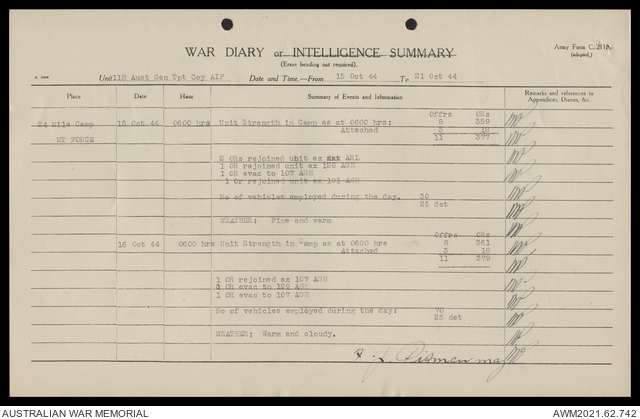 WAR DIARY or INTELLIGENCE SUMMARY
(Erase heading not required).
Army Form C. 2118.
(adapted.)
Unit 118 Aust Gen Tpt Coy AIF Date and Time.—From 15 Oct 44 To 21 Oct 44
Place Date Hour Summary of Events and Information Remarks and references in Appendices, Diaries, &c.
Offrs ORs
24 Mile Camp 15 Oct 44 0600 hrs Unit Strength in Camp as at 0600 hrs: 8 359
Attached 3 18
NT FORCE 11 377
2 ORs rejoined unit ex xxx ARL
1 OR rejoined unit ex 129 AGH
1 OR evac to 107 AGH
1 Or rejoined unit ex 101 AGH
No of vehicles employed during the day. 30
25 det
WEATHER: Fine and warm
Offrs ORs
16 Oct 44 0600 hrs Unit Strength in Camp as at 0600 hrs 8 361
Attached 3 18
11 379
1 OR rejoined ex 107 AGH
1 OR evac to 129 AGH
1 OR evac to 107 AGH
No of vehicles employed during the day: 70
25 det
WEATHER: Warm and cloudy.
maj
AUSTRALIAN WAR MEMORIAL AWM2021.62.742